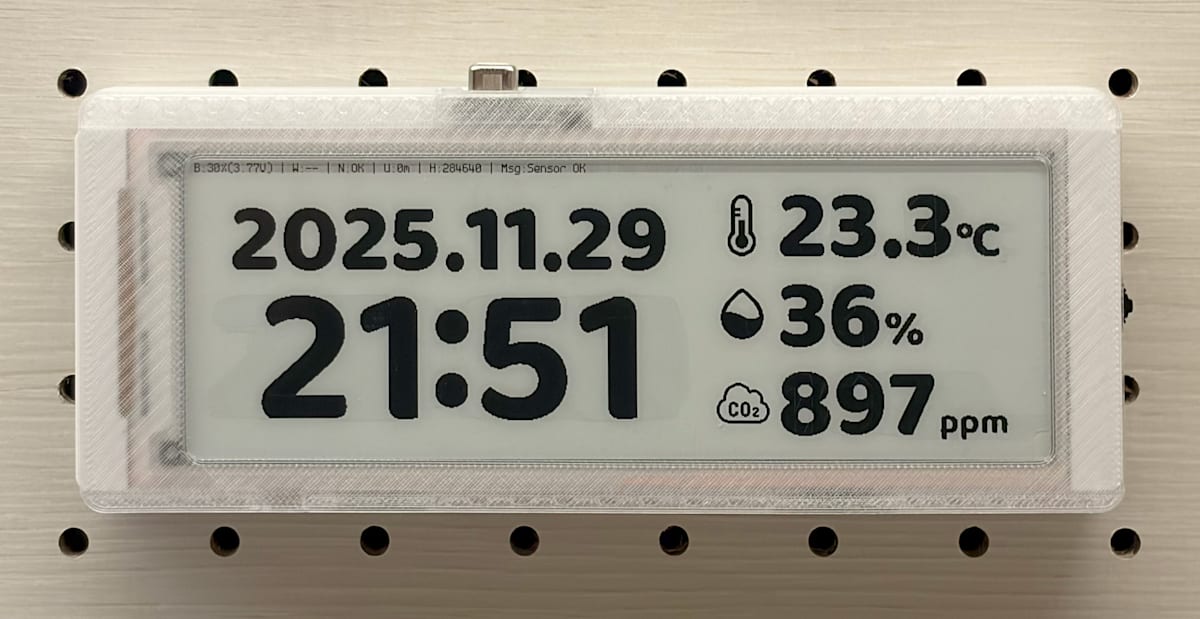 B:30%(3.77V) | W:-- | N:OK | U:0m | H:284640 | Msg:Sensor OK
2025.11.29
21:51
23.3℃
36%
CO₂ 897 ppm